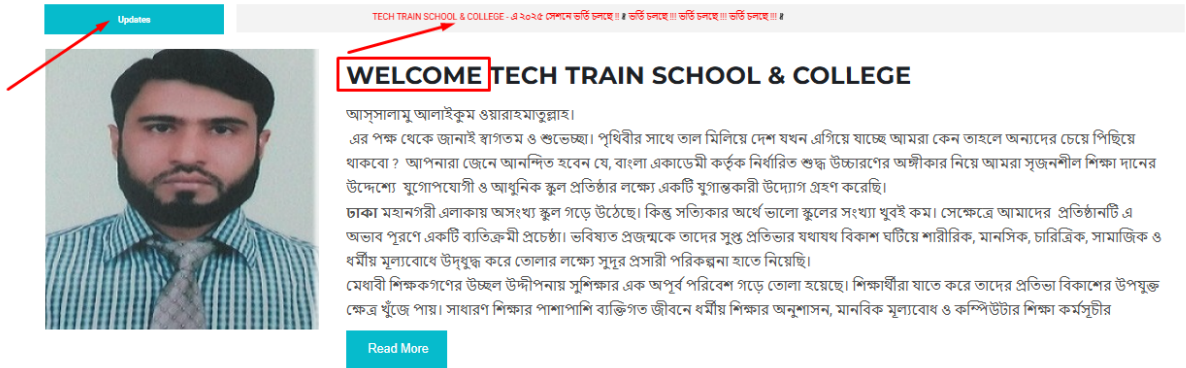 Updates
TECH TRAIN SCHOOL & COLLEGE - এ ২০২৫ সেশনে ভর্তি চলছে !! # ভর্তি চলছে !!! ভর্তি চলছে !!! ভর্তি চলছে !!! #
WELCOME TECH TRAIN SCHOOL & COLLEGE
আস্সালামু আলাইকুম ওয়ারাহমাতুল্লাহ।
এর পক্ষ থেকে জানাই স্বাগতম ও শুভেচ্ছা। পৃথিবীর সাথে তাল মিলিয়ে দেশ যখন এগিয়ে যাচ্ছে আমরা কেন তাহলে অন্যদের চেয়ে পিছিয়ে
থাকবো ? আপনারা জেনে আনন্দিত হবেন যে, বাংলা একাডেমী কর্তৃক নির্ধারিত শুদ্ধ উচ্চারণের অঙ্গীকার নিয়ে আমরা সৃজনশীল শিক্ষা দানের
উদ্দেশ্যে যুগোপযোগী ও আধুনিক স্কুল প্রতিষ্ঠার লক্ষ্যে একটি যুগান্তকারী উদ্যোগ গ্রহণ করেছি।
ঢাকা মহানগরী এলাকায় অসংখ্য স্কুল গড়ে উঠেছে। কিন্তু সত্যিকার অর্থে ভালো স্কুলের সংখ্যা খুবই কম। সেক্ষেত্রে আমাদের প্রতিষ্ঠানটি এ
অভাব পূরণে একটি ব্যতিক্রমী প্রচেষ্ঠা। ভবিষ্যত প্রজন্মকে তাদের সুপ্ত প্রতিভার যথাযথ বিকাশ ঘটিয়ে শারীরিক, মানসিক, চারিত্রিক, সামাজিক ও
ধর্মীয় মূল্যবোধে উদ্বুদ্ধ করে তোলার লক্ষ্যে সুদূর প্রসারী পরিকল্পনা হাতে নিয়েছি।
মেধাবী শিক্ষকগণের উচ্ছল উদ্দীপনায় সুশিক্ষার এক অপূর্ব পরিবেশ গড়ে তোলা হয়েছে। শিক্ষার্থীরা যাতে করে তাদের প্রতিভা বিকাশের উপযুক্ত
ক্ষেত্র খুঁজে পায়। সাধারণ শিক্ষার পাশাপাশি ব্যক্তিগত জীবনে ধর্মীয় শিক্ষার অনুশাসন, মানবিক মূল্যবোধ ও কম্পিউটার শিক্ষা কর্মসূচীর
Read More